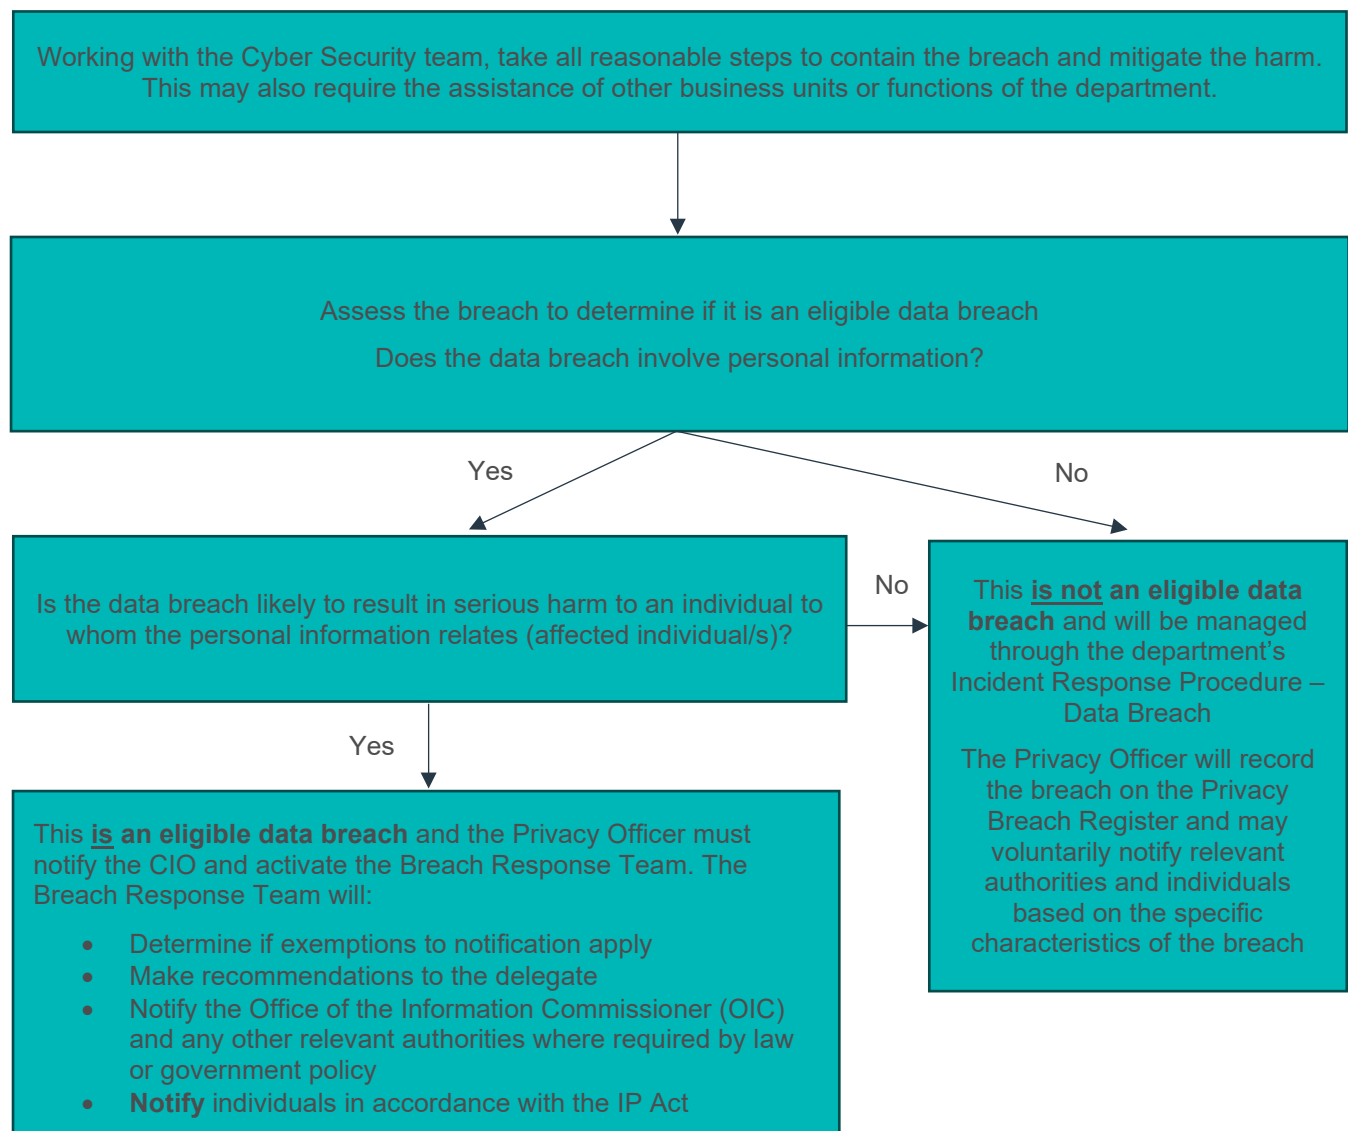 Working with the Cyber Security team, take all reasonable steps to contain the breach and mitigate the harm.
This may also require the assistance of other business units or functions of the department.
Assess the breach to determine if it is an eligible data breach
Does the data breach involve personal information?
Yes
No
Is the data breach likely to result in serious harm to an individual to
whom the personal information relates (affected individual/s)?
No
This is not an eligible data
breach and will be managed
through the department’s
Incident Response Procedure –
Data Breach
The Privacy Officer will record
the breach on the Privacy
Breach Register and may
voluntarily notify relevant
authorities and individuals
based on the specific
characteristics of the breach
Yes
This is an eligible data breach and the Privacy Officer must
notify the CIO and activate the Breach Response Team. The
Breach Response Team will:
• Determine if exemptions to notification apply
• Make recommendations to the delegate
• Notify the Office of the Information Commissioner (OIC)
and any other relevant authorities where required by law
or government policy
• Notify individuals in accordance with the IP Act